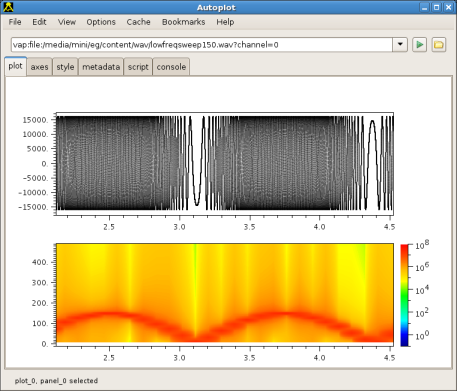 Autoplot
File Edit View Options Cache Bookmarks Help
vap:file:/media/mini/eg/content/wav/lowfreqsweep150.wav?channel=0
plot axes style metadata script console
15000.
10000.
5000.
0.
-5000.
-10000.
-15000.
2.5 3.0 3.5 4.0 4.5
400.
300.
200.
100.
0.
10^8
10^6
10^4
10^2
10^0
2.5 3.0 3.5 4.0 4.5
plot_0, panel_0 selected